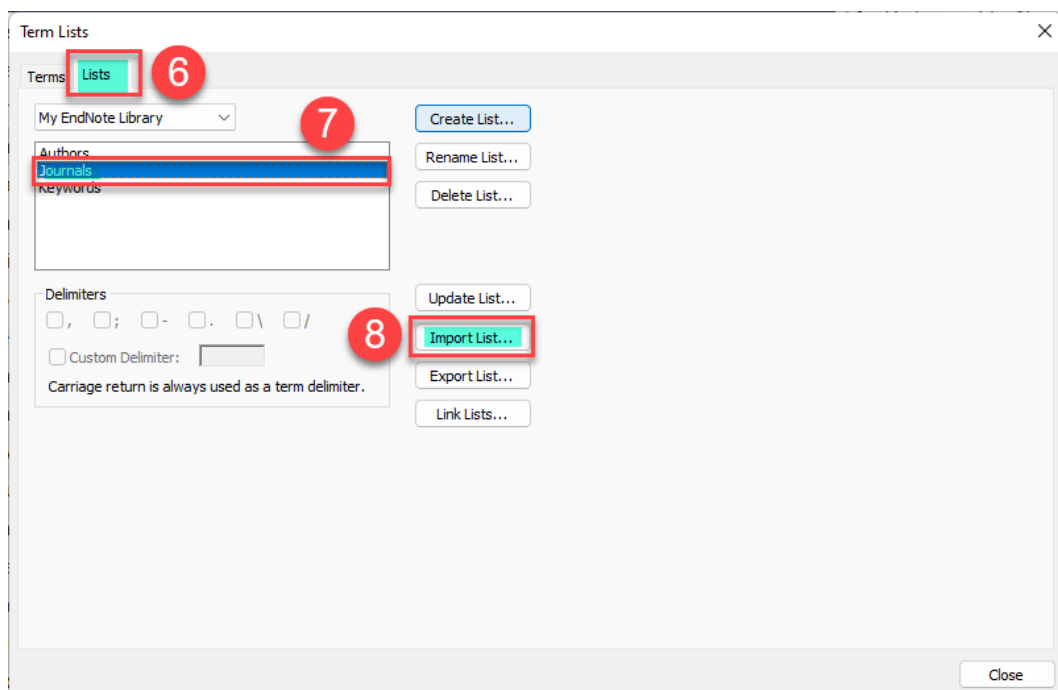 Term Lists
Terms
Lists
6
My EndNote Library
7
Create List...
Authors
Journals
Keywords
Rename List...
Delete List...
Delimiters
, ; - . \ /
Custom Delimiter:
Carriage return is always used as a term delimiter.
Update List...
8
Import List...
Export List...
Link Lists...
Close